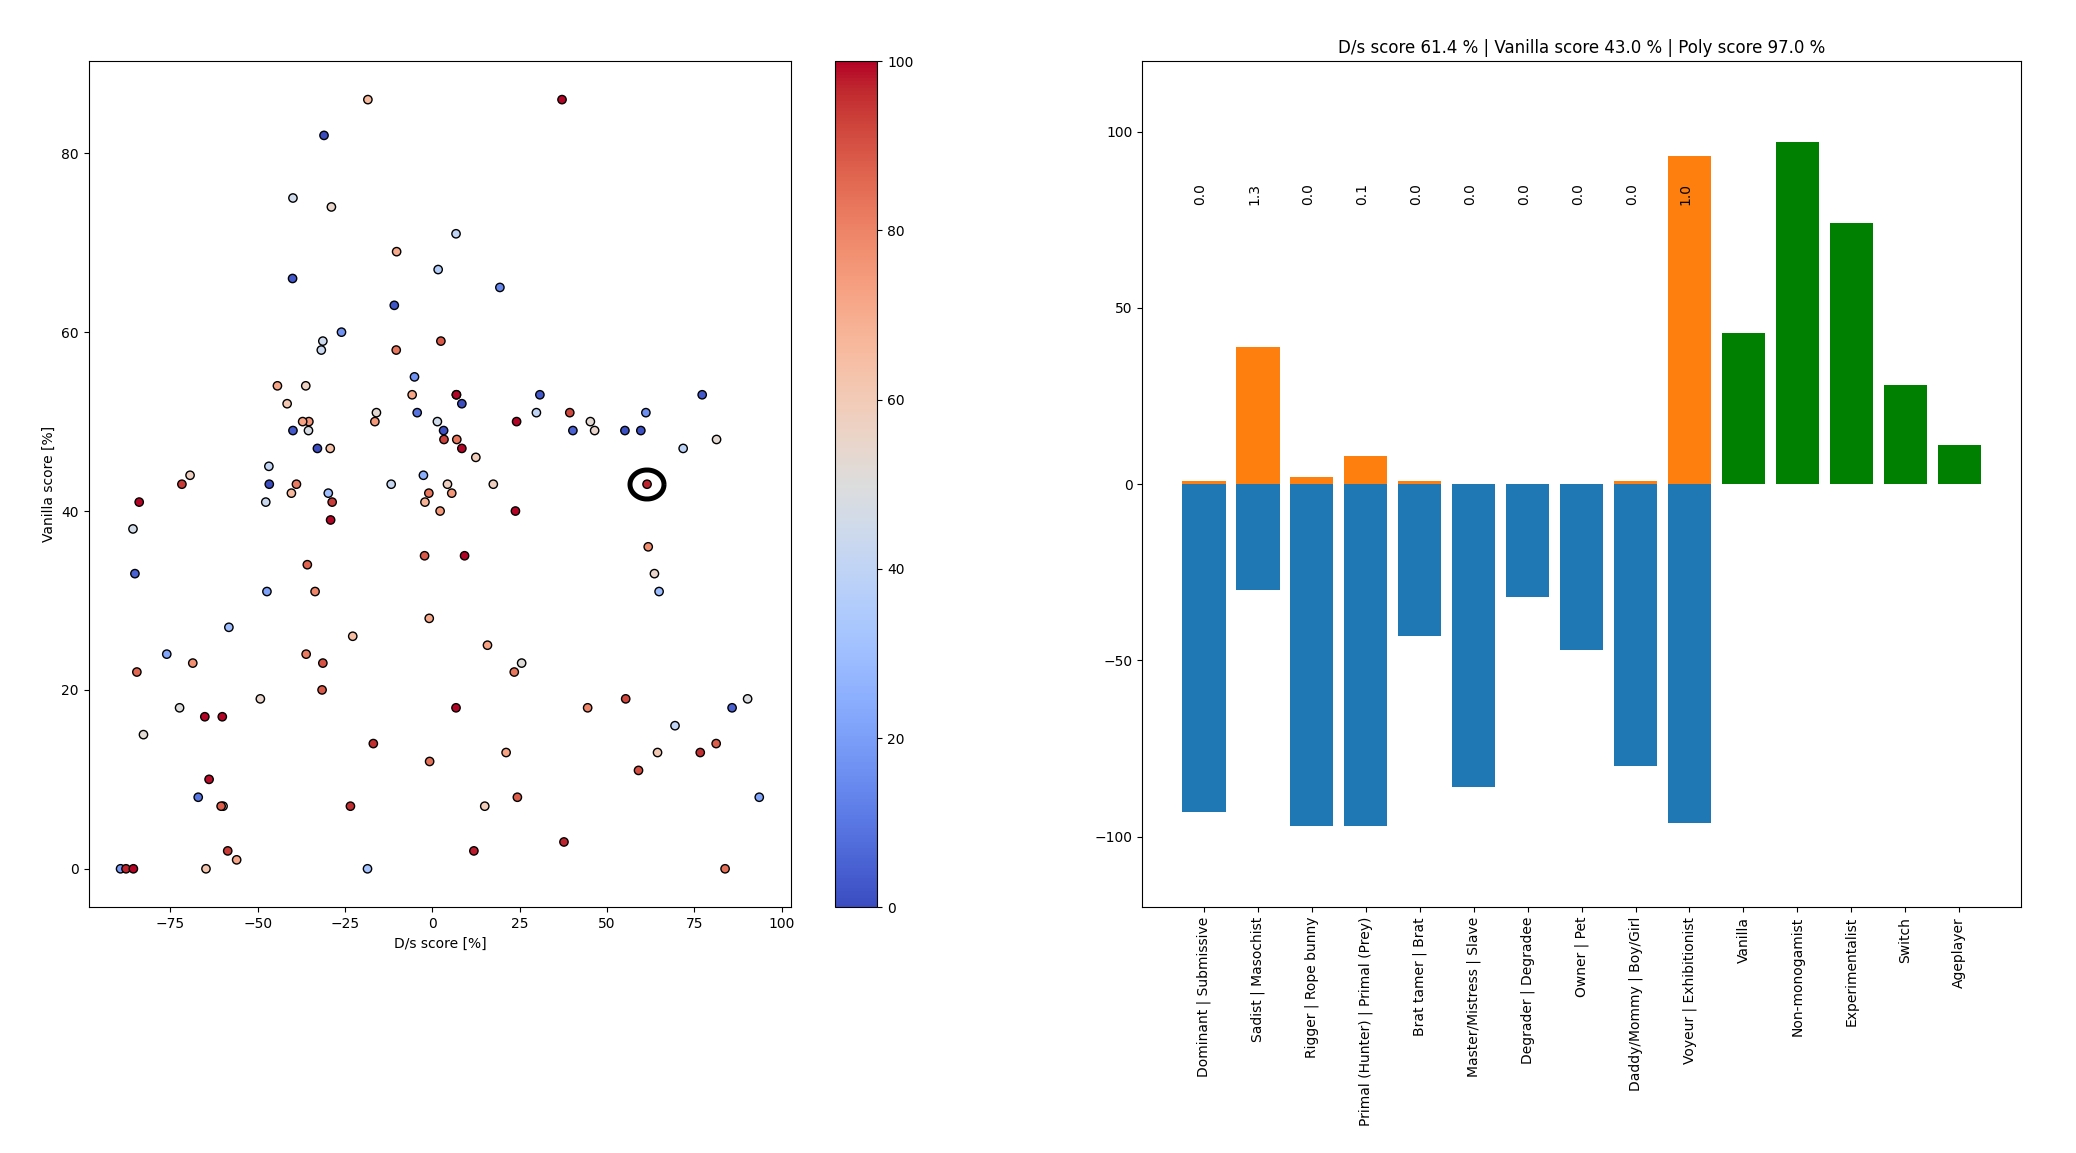 80
60
40
20
0
Vanilla score [%]
−75
−50
−25
0
25
50
75
100
D/s score [%]
100
80
60
40
20
0
D/s score 61.4 % | Vanilla score 43.0 % | Poly score 97.0 %
100
50
0
−50
−100
0.0
1.3
0.0
0.1
0.0
0.0
0.0
0.0
0.0
1.0
Dominant | Submissive
Sadist | Masochist
Rigger | Rope bunny
Primal (Hunter) | Primal (Prey)
Brat tamer | Brat
Master/Mistress | Slave
Degrader | Degradee
Owner | Pet
Daddy/Mommy | Boy/Girl
Voyeur | Exhibitionist
Vanilla
Non-monogamist
Experimentalist
Switch
Ageplayer